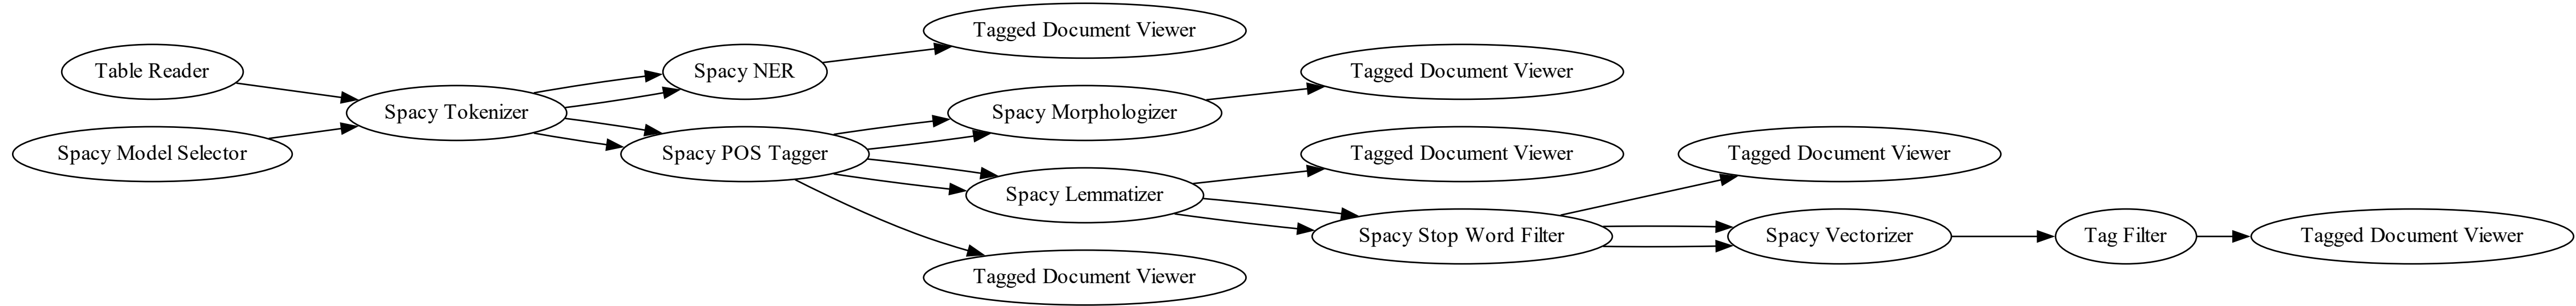 Table Reader
Spacy Model Selector
Spacy Tokenizer
Spacy NER
Spacy POS Tagger
Tagged Document Viewer
Spacy Morphologizer
Spacy Lemmatizer
Tagged Document Viewer
Tagged Document Viewer
Tagged Document Viewer
Spacy Stop Word Filter
Tagged Document Viewer
Spacy Vectorizer
Tag Filter
Tagged Document Viewer